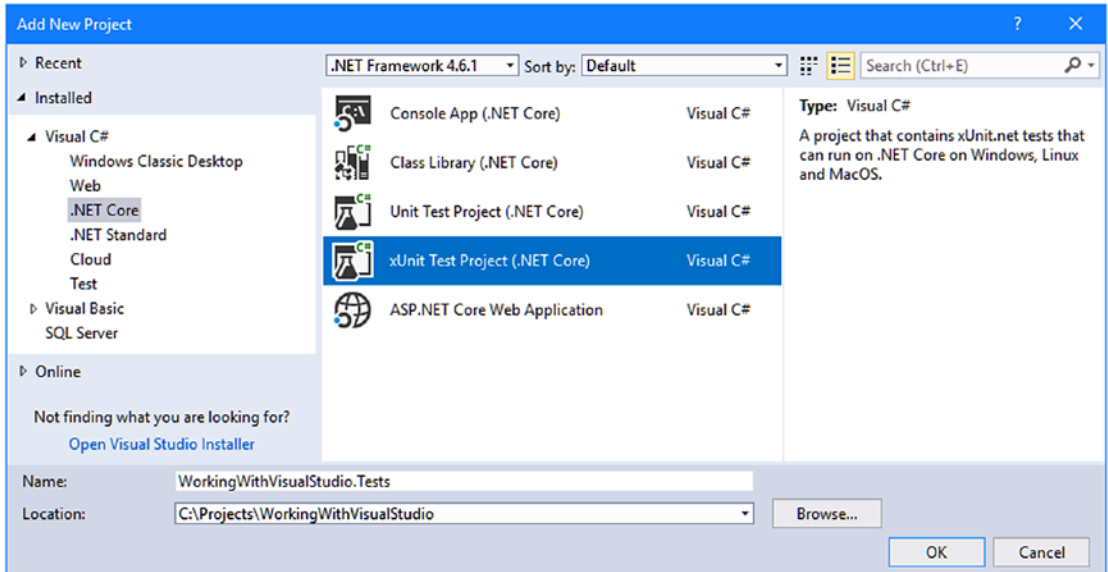 Add New Project
Recent
Installed
Visual C#
Windows Classic Desktop
Web
.NET Core
.NET Standard
Cloud
Test
Visual Basic
SQL Server
Online
Not finding what you are looking for?
Open Visual Studio Installer
.NET Framework 4.6.1 Sort by: Default
Search (Ctrl+E)
Console App (.NET Core) Visual C#
Class Library (.NET Core) Visual C#
Unit Test Project (.NET Core) Visual C#
xUnit Test Project (.NET Core) Visual C#
ASP.NET Core Web Application Visual C#
Type: Visual C#
A project that contains xUnit.net tests that
can run on .NET Core on Windows, Linux
and MacOS.
Name: WorkingWithVisualStudio.Tests
Location: C:\Projects\WorkingWithVisualStudio
Browse...
OK Cancel